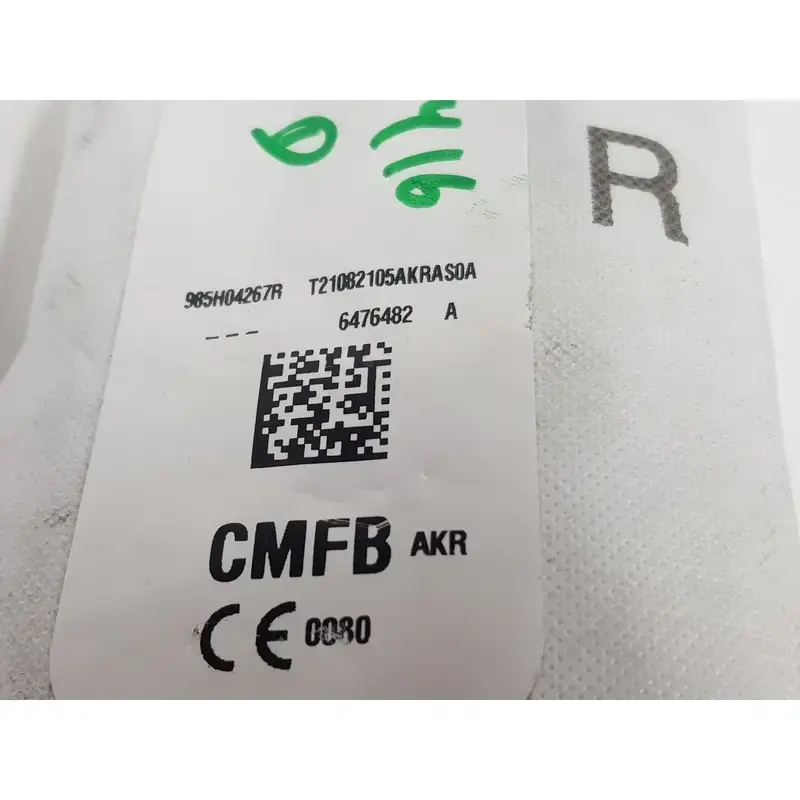 R
985H04267R T21082105AKRAS0A
--- 6476482 A
CMFB AKR
CE 0080